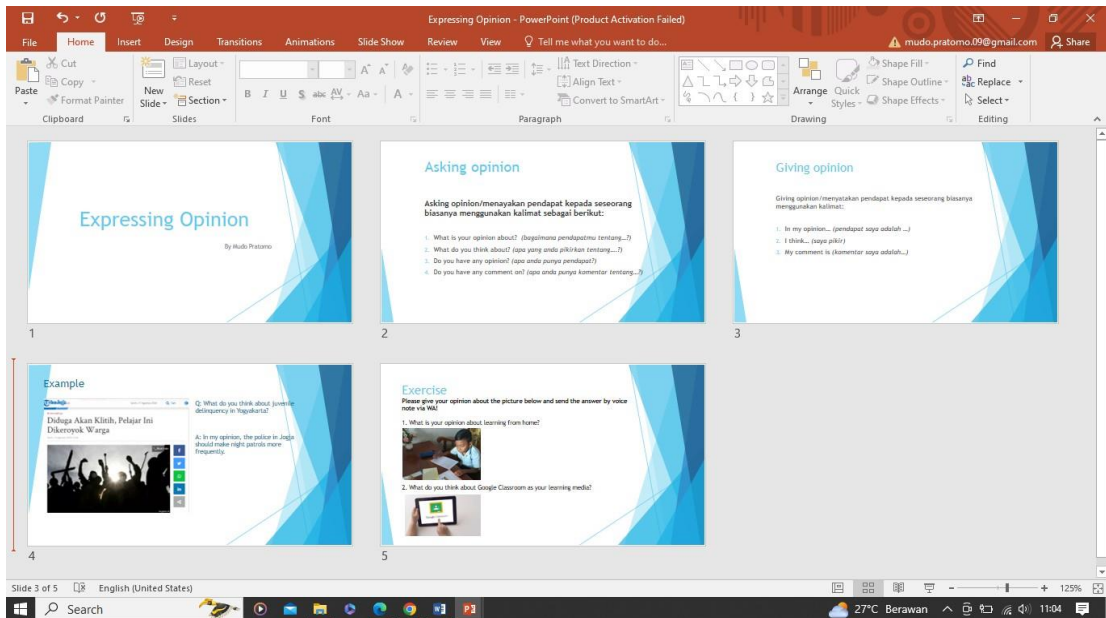 Expressing Opinion - PowerPoint (Product Activation Failed)
File Home Insert Design Transitions Animations Slide Show Review View Tell me what you want to do...
mudo.pratomo.09@gmail.com Share
Paste
Cut
Copy
Format Painter
Clipboard
New Slide
Layout
Reset
Section
Slides
B I U S abc AV Aa A
Font
Text Direction
Align Text
Convert to SmartArt
Paragraph
Arrange
Quick Styles
Shape Fill
Shape Outline
Shape Effects
Drawing
Find
Replace
Select
Editing
Expressing Opinion
By Mudo Pratomo
1
Asking opinion
Asking opinion/menayakan pendapat kepada seseorang
biasanya menggunakan kalimat sebagai berikut:
1. What is your opinion about? (bagaimana pendapatmu tentang...?)
2. What do you think about? (apa yang anda pikirkan tentang....?)
3. Do you have any opinion? (apa anda punya pendapat?)
4. Do you have any comment on? (apa anda punya komentar tentang...?)
2
Giving opinion
Giving opinion/menyatakan pendapat kepada seseorang biasanya
menggunakan kalimat:
1. In my opinion... (pendapat saya adalah ...)
2. I think... (saya pikir)
3. My comment is (komentar saya adalah...)
3
Example
Diduga Akan Klitih, Pelajar Ini
Dikeroyok Warga
Q: What do you think about juvenile
delinquency in Yogyakarta?
A: In my opinion, the police in Jogja
should make night patrols more
frequently.
4
Exercise
Please give your opinion about the picture below and send the answer by voice
note via WA!
1. What is your opinion about learning from home?
2. What do you think about Google Classroom as your learning media?
5
Slide 3 of 5 English (United States)
125%
Search
27°C Berawan
11:04